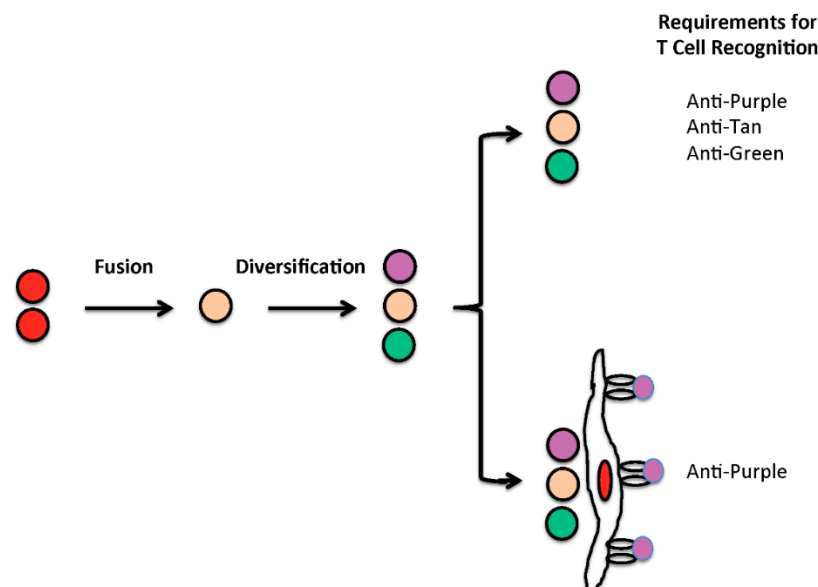 Requirements for
T Cell Recognition
Anti-Purple
Anti-Tan
Anti-Green
Fusion
Diversification
Anti-Purple